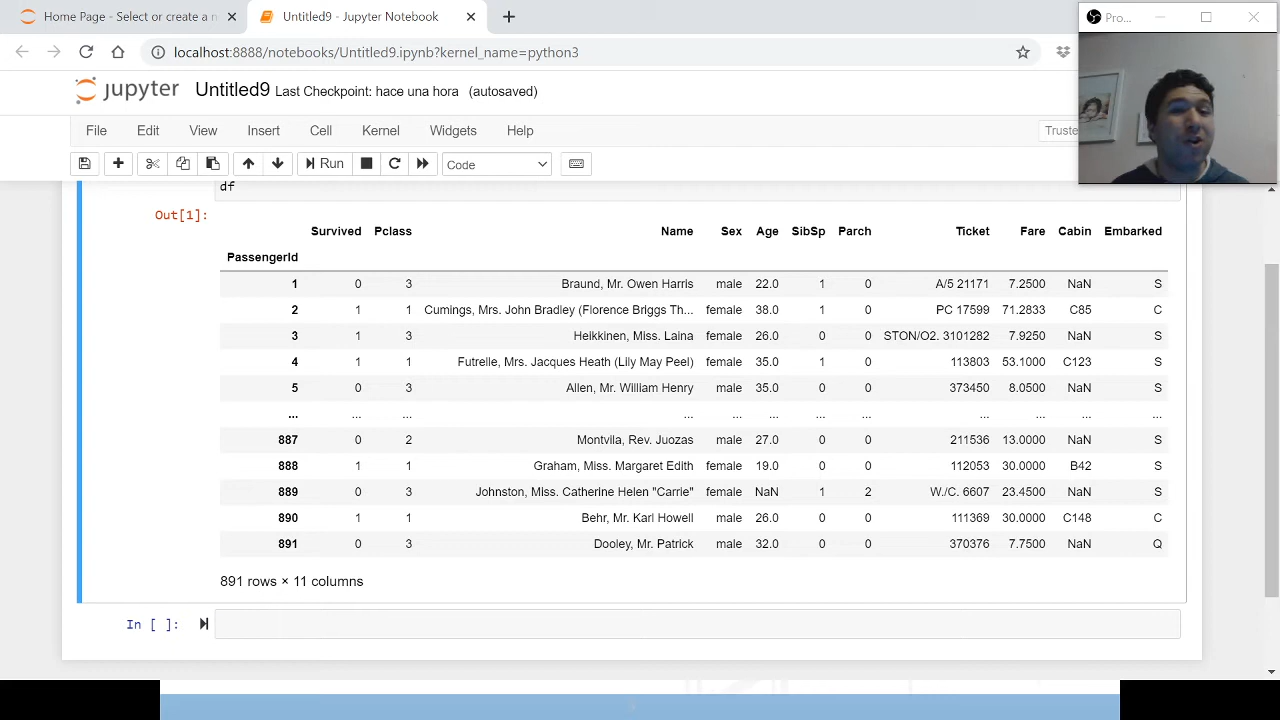 Home Page - Select or create a n
Untitled9 - Jupyter Notebook
Pro...
localhost:8888/notebooks/Untitled9.ipynb?kernel_name=python3
jupyter Untitled9 Last Checkpoint: hace una hora (autosaved)
File Edit View Insert Cell Kernel Widgets Help Truste
Run Code
df
Out[1]:
Survived Pclass Name Sex Age SibSp Parch Ticket Fare Cabin Embarked
PassengerId
1 0 3 Braund, Mr. Owen Harris male 22.0 1 0 A/5 21171 7.2500 NaN S
2 1 1 Cumings, Mrs. John Bradley (Florence Briggs Th... female 38.0 1 0 PC 17599 71.2833 C85 C
3 1 3 Heikkinen, Miss. Laina female 26.0 0 0 STON/O2. 3101282 7.9250 NaN S
4 1 1 Futrelle, Mrs. Jacques Heath (Lily May Peel) female 35.0 1 0 113803 53.1000 C123 S
5 0 3 Allen, Mr. William Henry male 35.0 0 0 373450 8.0500 NaN S
... ... ... ... ... ... ... ... ... ... ... ...
887 0 2 Montvila, Rev. Juozas male 27.0 0 0 211536 13.0000 NaN S
888 1 1 Graham, Miss. Margaret Edith female 19.0 0 0 112053 30.0000 B42 S
889 0 3 Johnston, Miss. Catherine Helen "Carrie" female NaN 1 2 W./C. 6607 23.4500 NaN S
890 1 1 Behr, Mr. Karl Howell male 26.0 0 0 111369 30.0000 C148 C
891 0 3 Dooley, Mr. Patrick male 32.0 0 0 370376 7.7500 NaN Q
891 rows × 11 columns
In [ ]: